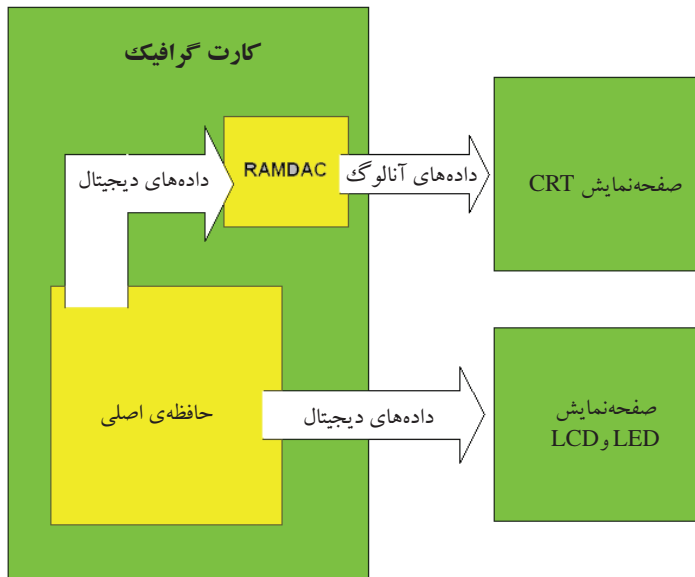 کارت گرافیک
داده‌های دیجیتال
RAMDAC
داده‌های آنالوگ
صفحه‌نمایش CRT
حافظه‌ی اصلی
داده‌های دیجیتال
صفحه‌نمایش
LCD و LED